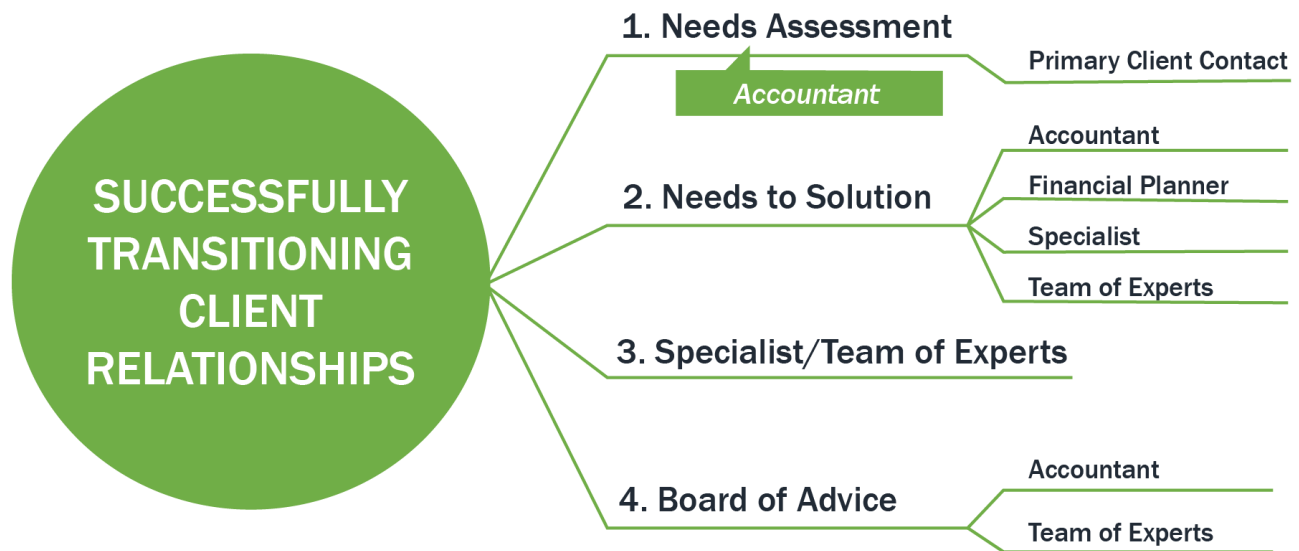 SUCCESSFULLY
TRANSITIONING
CLIENT
RELATIONSHIPS
1. Needs Assessment
Accountant
Primary Client Contact
2. Needs to Solution
Accountant
Financial Planner
Specialist
Team of Experts
3. Specialist/Team of Experts
4. Board of Advice
Accountant
Team of Experts